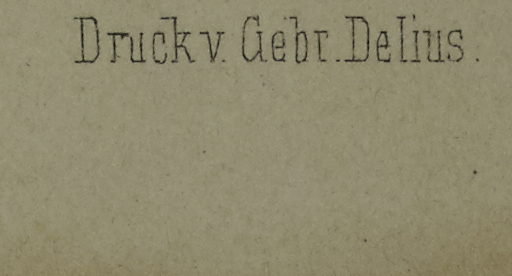 Druck v. Gebr. Delius.